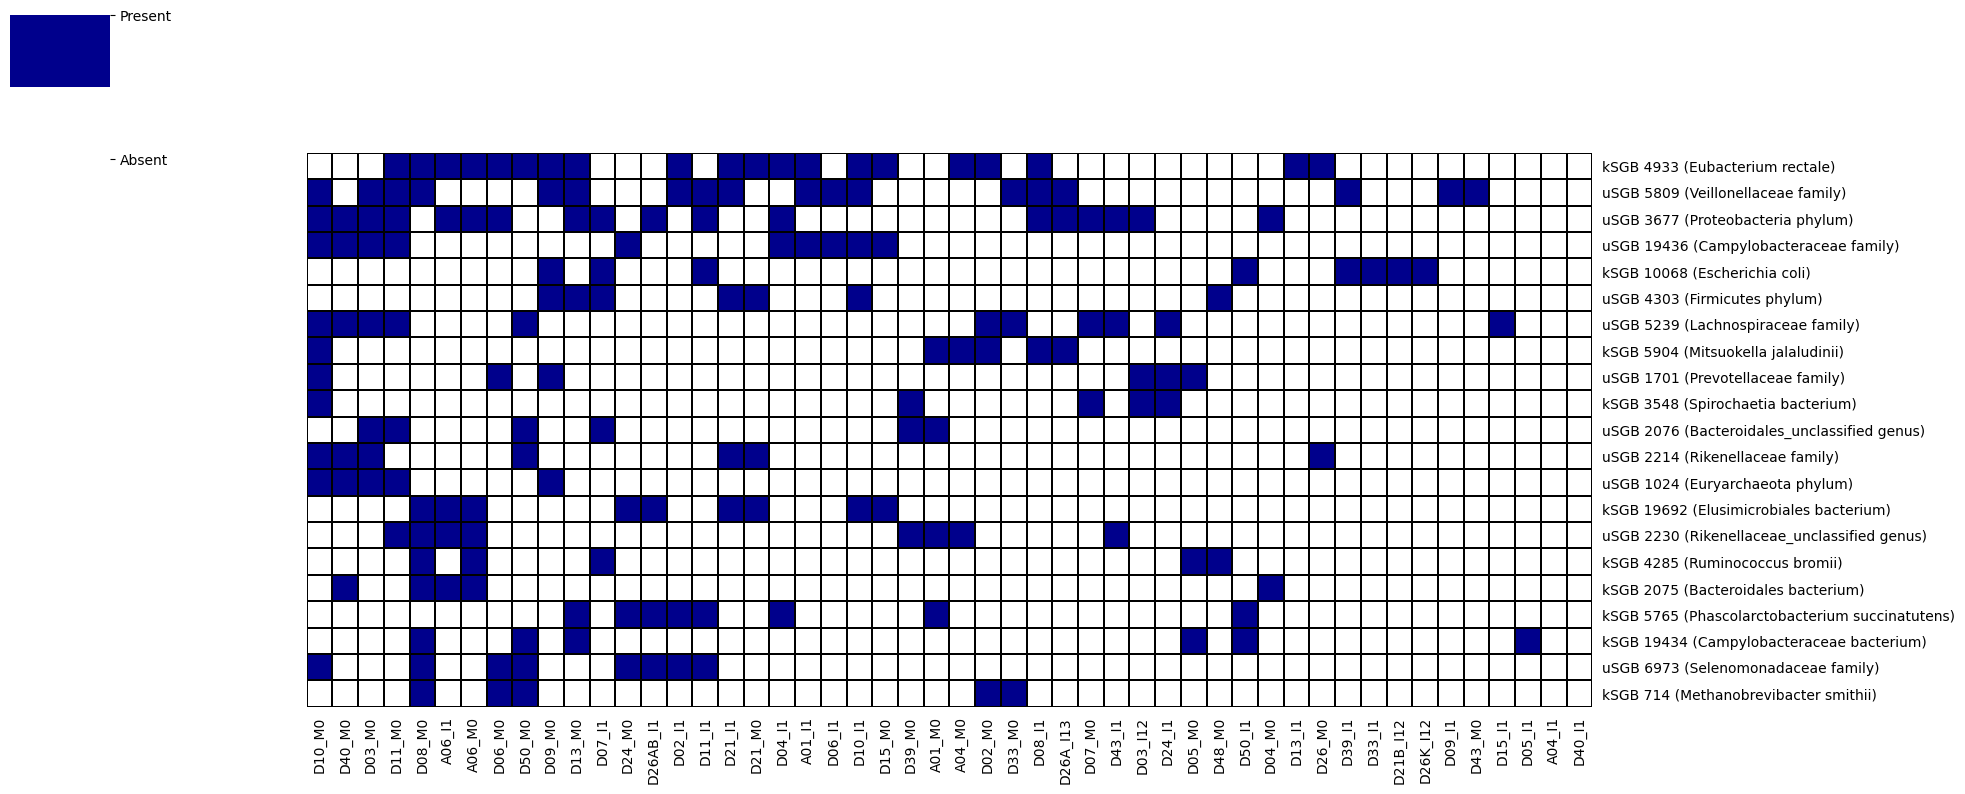 Present
Absent
kSGB 4933 (Eubacterium rectale)
uSGB 5809 (Veillonellaceae family)
uSGB 3677 (Proteobacteria phylum)
uSGB 19436 (Campylobacteraceae family)
kSGB 10068 (Escherichia coli)
uSGB 4303 (Firmicutes phylum)
uSGB 5239 (Lachnospiraceae family)
kSGB 5904 (Mitsuokella jalaludinii)
uSGB 1701 (Prevotellaceae family)
kSGB 3548 (Spirochaetia bacterium)
uSGB 2076 (Bacteroidales_unclassified genus)
uSGB 2214 (Rikenellaceae family)
uSGB 1024 (Euryarchaeota phylum)
kSGB 19692 (Elusimicrobiales bacterium)
uSGB 2230 (Rikenellaceae_unclassified genus)
kSGB 4285 (Ruminococcus bromii)
kSGB 2075 (Bacteroidales bacterium)
kSGB 5765 (Phascolarctobacterium succinatutens)
kSGB 19434 (Campylobacteraceae bacterium)
uSGB 6973 (Selenomonadaceae family)
kSGB 714 (Methanobrevibacter smithii)
D10_M0
D40_M0
D03_M0
D11_M0
D08_M0
A06_I1
A06_M0
D06_M0
D50_M0
D09_M0
D13_M0
D07_I1
D24_M0
D26AB_I1
D02_I1
D11_I1
D21_I1
D21_M0
D04_I1
A01_I1
D06_I1
D10_I1
D15_M0
D39_M0
A01_M0
A04_M0
D02_M0
D33_M0
D08_I1
D26A_I13
D07_M0
D43_I1
D03_I12
D24_I1
D05_M0
D48_M0
D50_I1
D04_M0
D13_I1
D26_M0
D39_I1
D33_I1
D21B_I12
D26K_I12
D09_I1
D43_M0
D15_I1
D05_I1
A04_I1
D40_I1